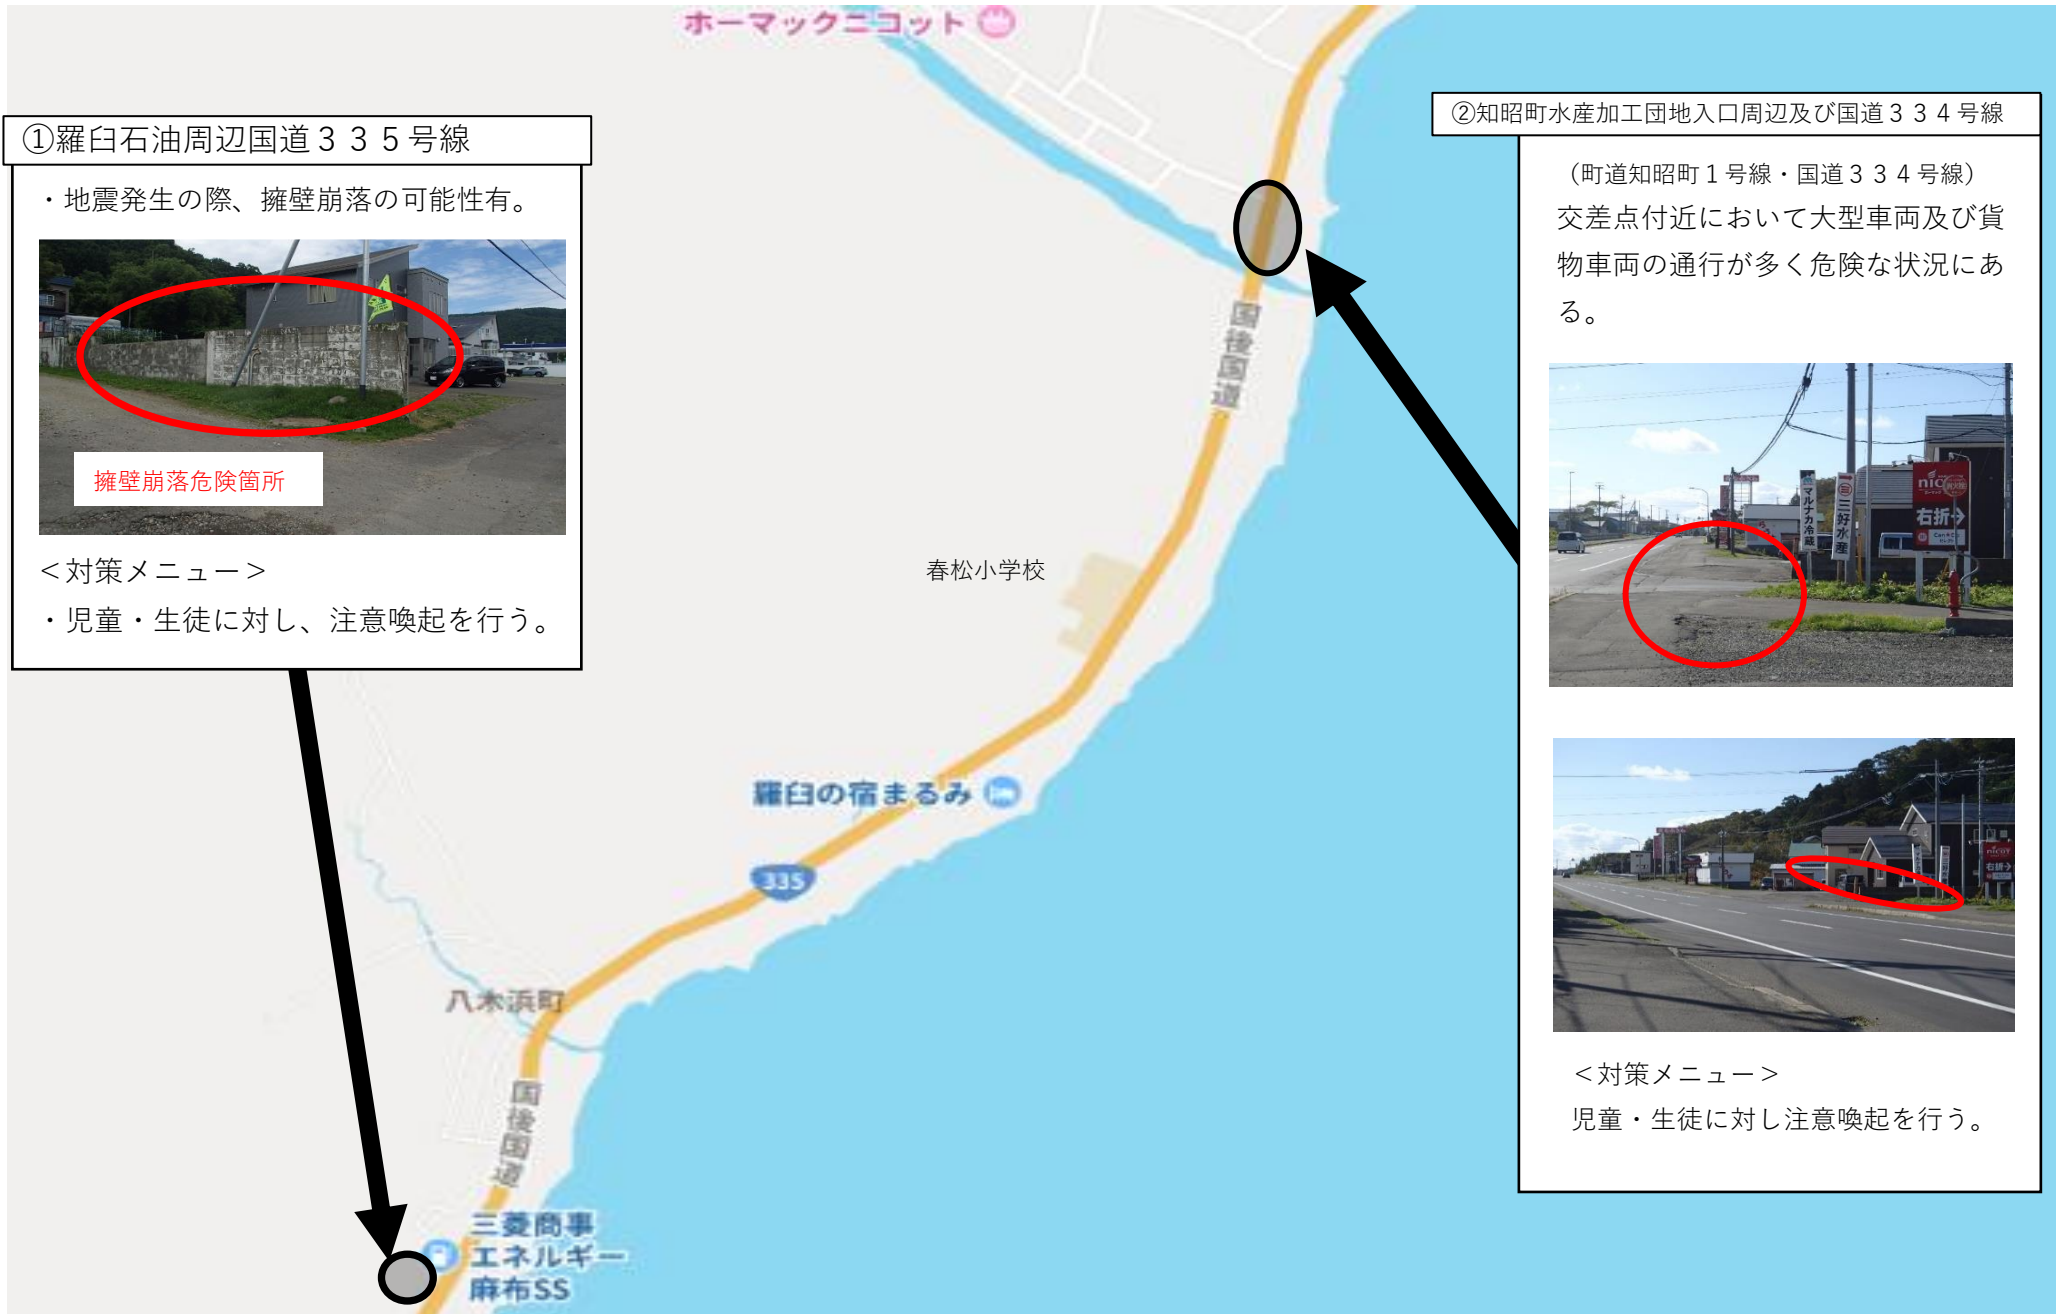 ホーマックニコット
①羅臼石油周辺国道３３５号線
・地震発生の際、擁壁崩落の可能性有。
擁壁崩落危険箇所
＜対策メニュー＞
・児童・生徒に対し、注意喚起を行う。
②知昭町水産加工団地入口周辺及び国道３３４号線
（町道知昭町１号線・国道３３４号線）
交差点付近において大型車両及び貨
物車両の通行が多く危険な状況にあ
る。
マルナカ冷蔵
三好水産
nico
右折→
nicot
右折→
＜対策メニュー＞
児童・生徒に対し注意喚起を行う。
国後国道
春松小学校
羅臼の宿まるみ
335
八木浜町
国後国道
三菱商事
エネルギー
麻布SS